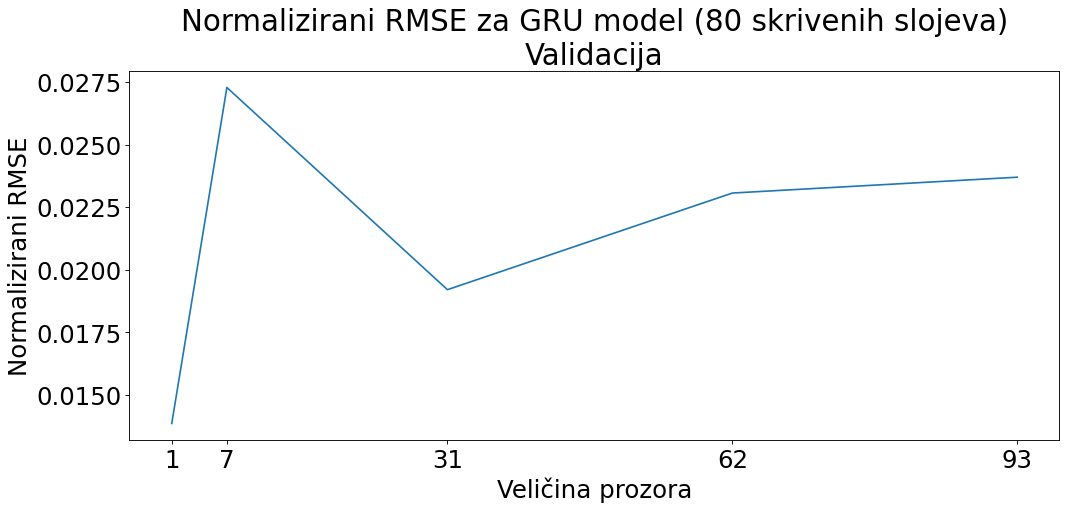 Normalizirani RMSE za GRU model (80 skrivenih slojeva)
Validacija
Normalizirani RMSE
0.0275
0.0250
0.0225
0.0200
0.0175
0.0150
1 7 31 62 93
Veličina prozora